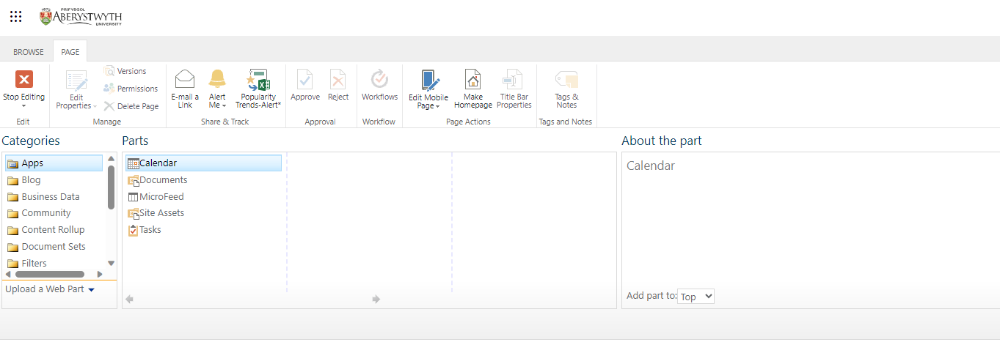 1872
PRIFYSGOL
ABERYSTWYTH
UNIVERSITY
BROWSE
PAGE
Stop Editing
Edit
Edit Properties
Versions
Permissions
Delete Page
Manage
E-mail a Link
Alert Me
Popularity Trends-Alert*
Share & Track
Approve
Reject
Approval
Workflows
Workflow
Edit Mobile Page
Make Homepage
Title Bar Properties
Page Actions
Tags & Notes
Tags and Notes
Categories
Apps
Blog
Business Data
Community
Content Rollup
Document Sets
Filters
Upload a Web Part
Parts
Calendar
Documents
MicroFeed
Site Assets
Tasks
About the part
Calendar
Add part to: Top